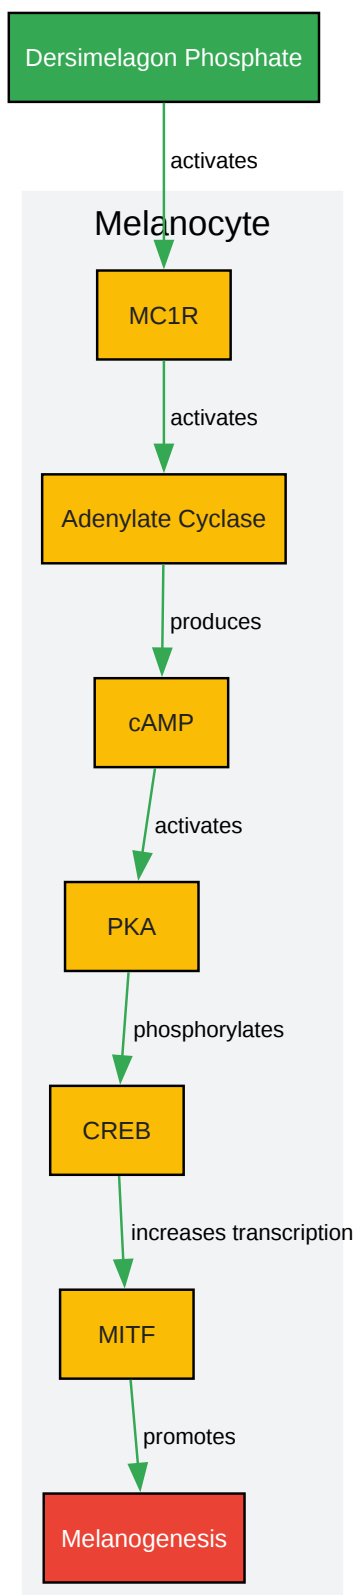 Dersimelagon Phosphate
activates
Melanocyte
MC1R
activates
Adenylate Cyclase
produces
cAMP
activates
PKA
phosphorylates
CREB
increases transcription
MITF
promotes
Melanogenesis